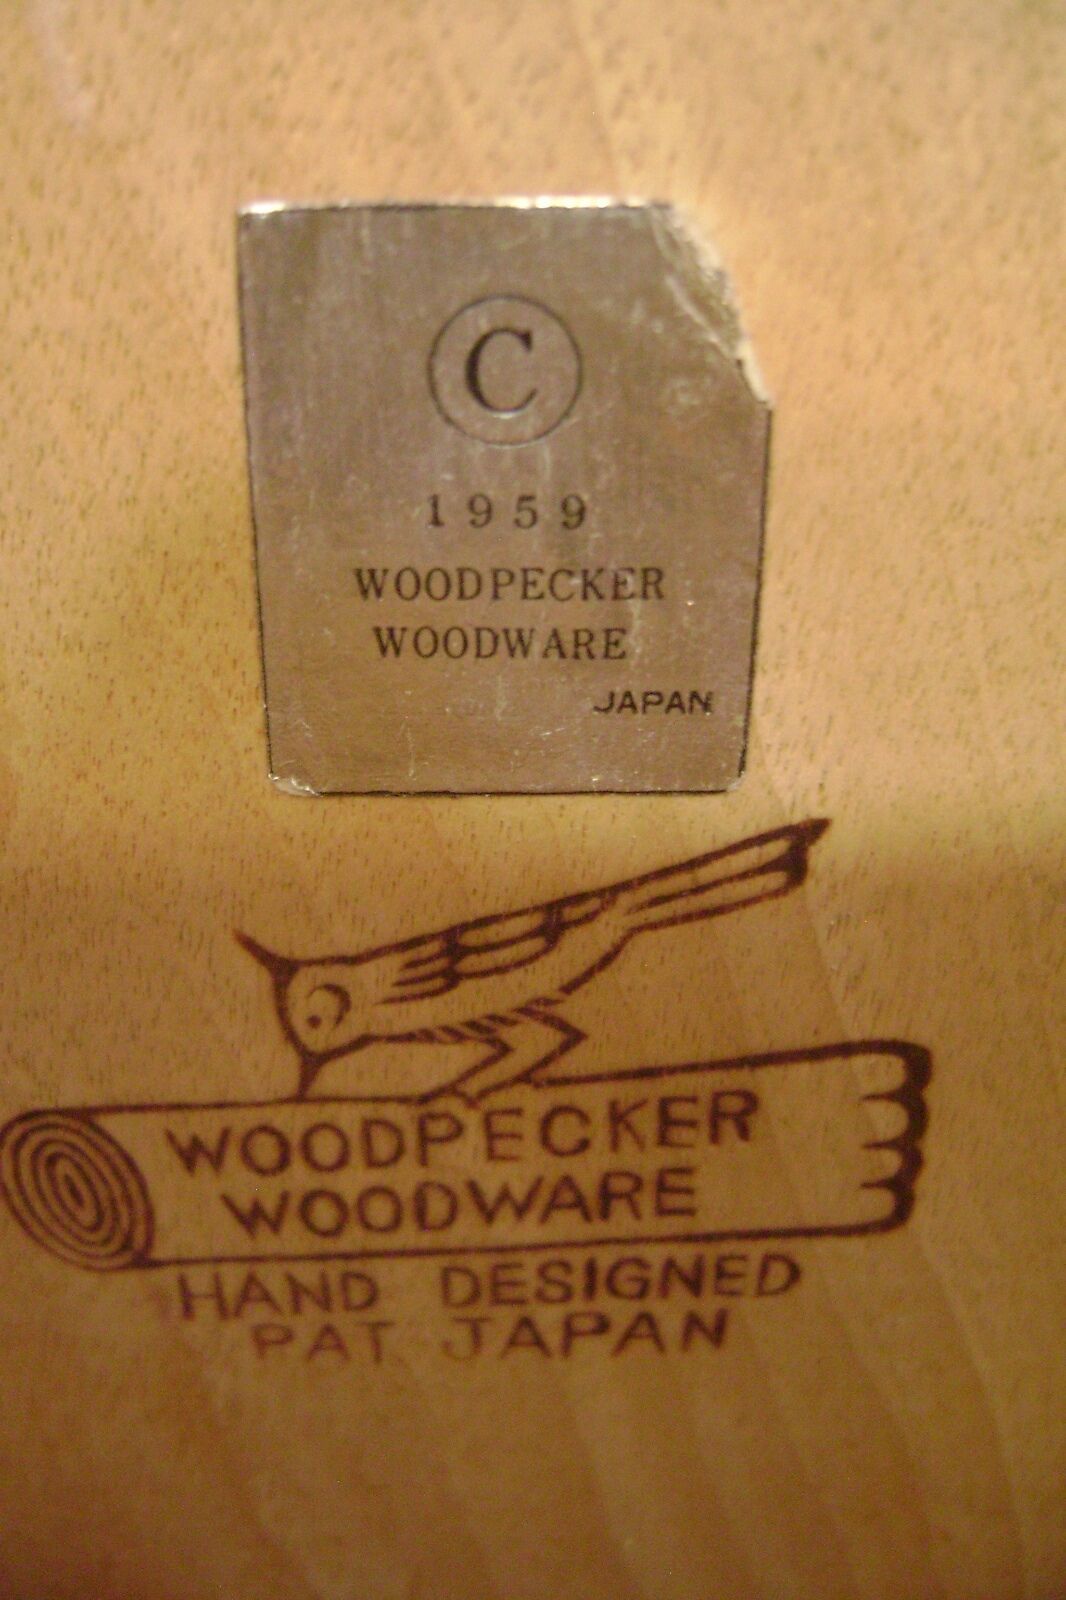 ©
1959
WOODPECKER
WOODWARE
JAPAN
WOODPECKER
WOODWARE
HAND DESIGNED
PAT. JAPAN